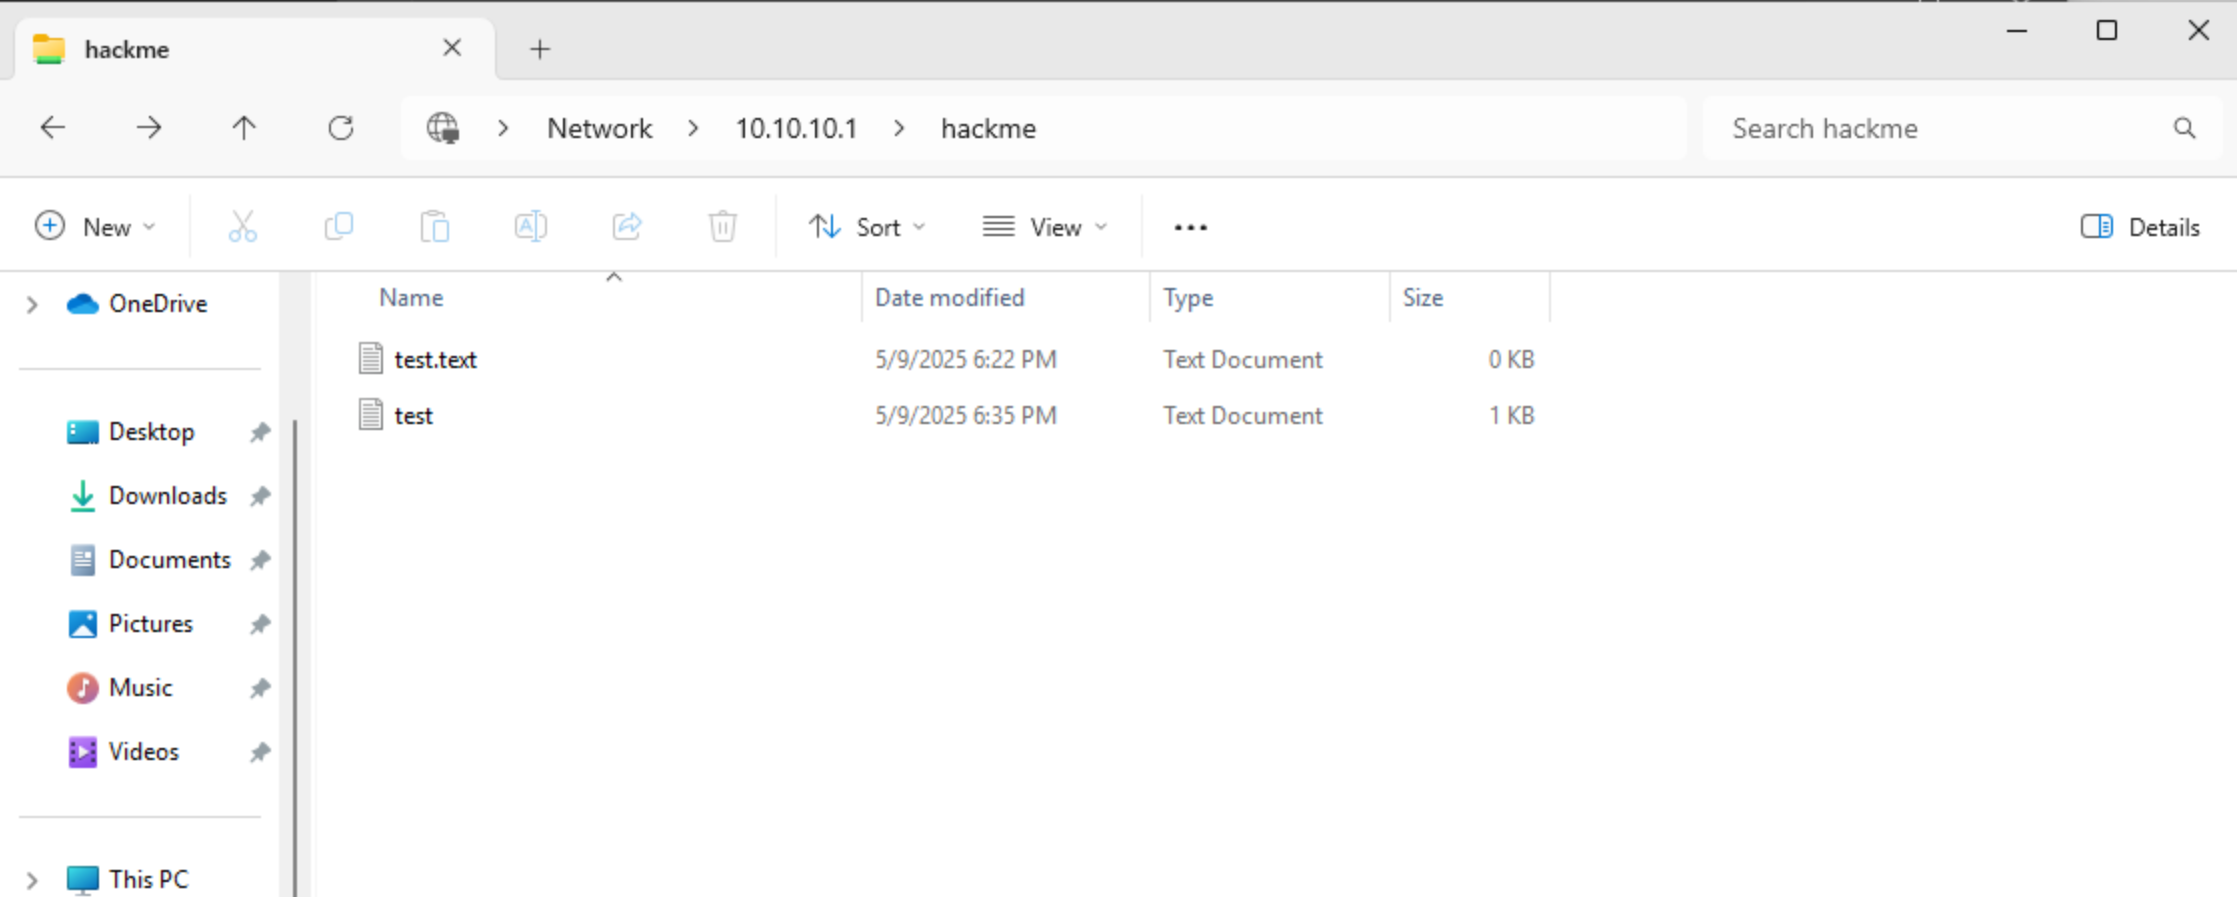 hackme
Network > 10.10.10.1 > hackme
Search hackme
New
Sort
View
Details
OneDrive
Desktop
Downloads
Documents
Pictures
Music
Videos
This PC
Name Date modified Type Size
test.text 5/9/2025 6:22 PM Text Document 0 KB
test 5/9/2025 6:35 PM Text Document 1 KB